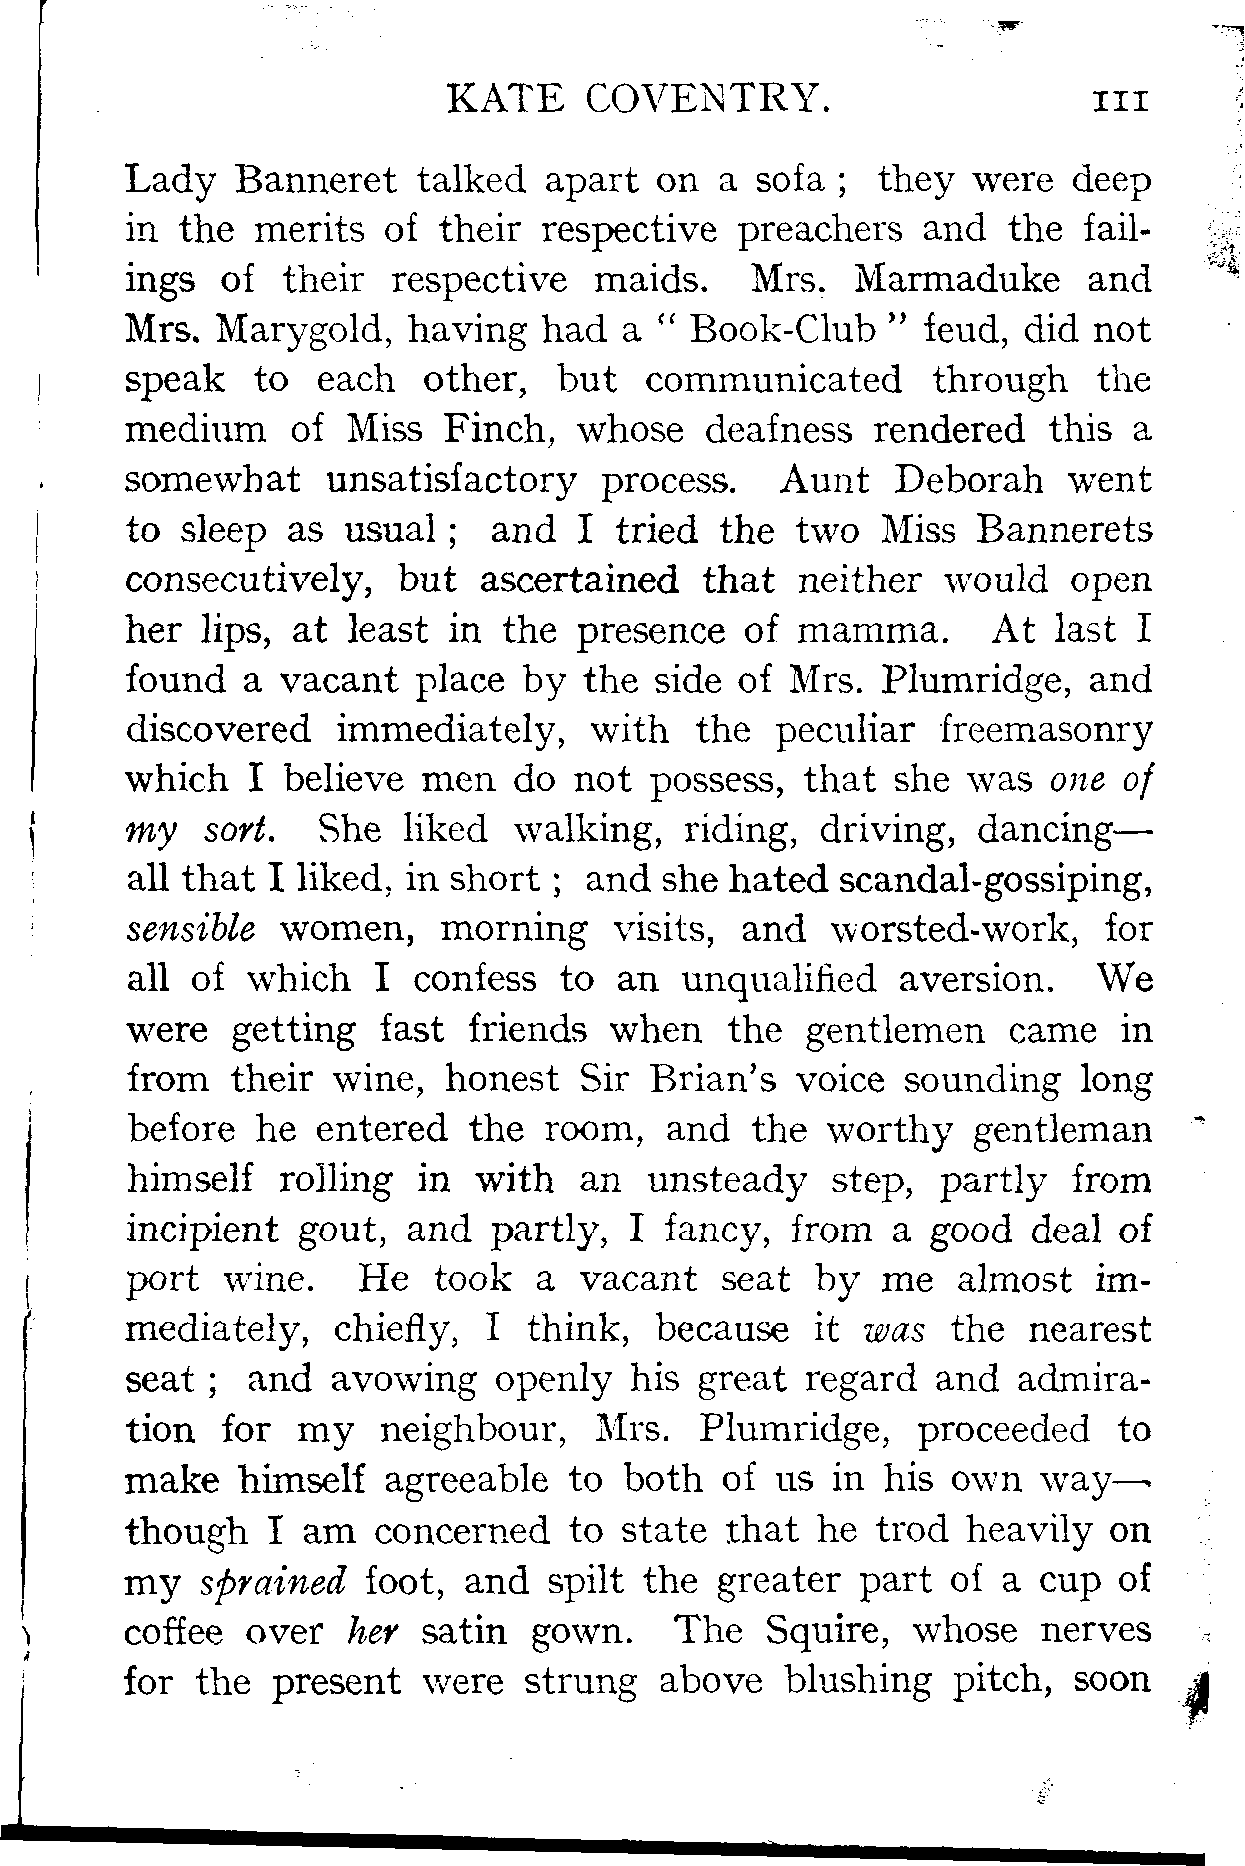 KATE COVENTRY. 111
Lady Banneret talked apart on a sofa ; they were deep
in the merits of their respective preachers and the fail-
ings of their respective maids. Mrs. Marmaduke and
Mrs. Marygold, having had a “ Book-Club ” feud, did not
speak to each other, but communicated through the
medium of Miss Finch, whose deafness rendered this a
somewhat unsatisfactory process. Aunt Deborah went
to sleep as usual ; and I tried the two Miss Bannerets
consecutively, but ascertained that neither would open
her lips, at least in the presence of mamma. At last I
found a vacant place by the side of Mrs. Plumridge, and
discovered immediately, with the peculiar freemasonry
which I believe men do not possess, that she was one of
my sort. She liked walking, riding, driving, dancing—
all that I liked, in short ; and she hated scandal-gossiping,
sensible women, morning visits, and worsted-work, for
all of which I confess to an unqualified aversion. We
were getting fast friends when the gentlemen came in
from their wine, honest Sir Brian’s voice sounding long
before he entered the room, and the worthy gentleman
himself rolling in with an unsteady step, partly from
incipient gout, and partly, I fancy, from a good deal of
port wine. He took a vacant seat by me almost im-
mediately, chiefly, I think, because it was the nearest
seat ; and avowing openly his great regard and admira-
tion for my neighbour, Mrs. Plumridge, proceeded to
make himself agreeable to both of us in his own way—
though I am concerned to state that he trod heavily on
my sprained foot, and spilt the greater part of a cup of
coffee over her satin gown. The Squire, whose nerves
for the present were strung above blushing pitch, soon